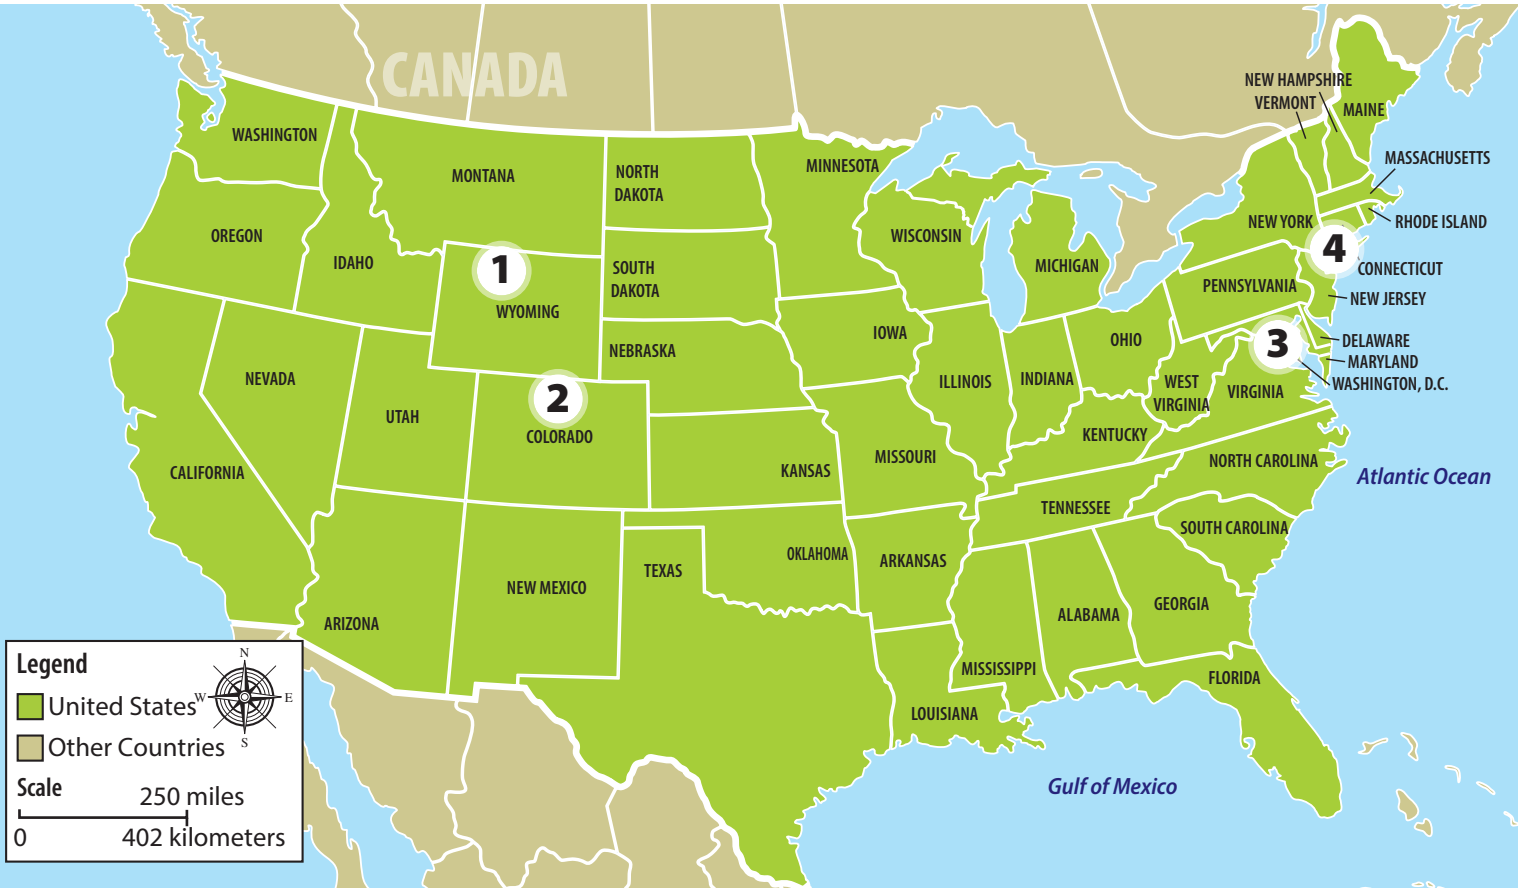 CANADA
NEW HAMPSHIRE
VERMONT
MAINE
WASHINGTON
MONTANA
NORTH
DAKOTA
MINNESOTA
MASSACHUSETTS
OREGON
IDAHO
WISCONSIN
NEW YORK
RHODE ISLAND
1
SOUTH
DAKOTA
MICHIGAN
4
CONNECTICUT
WYOMING
PENNSYLVANIA
NEW JERSEY
NEBRASKA
IOWA
OHIO
3
DELAWARE
MARYLAND
WASHINGTON, D.C.
NEVADA
UTAH
2
COLORADO
ILLINOIS
INDIANA
WEST
VIRGINIA
VIRGINIA
CALIFORNIA
KANSAS
MISSOURI
KENTUCKY
NORTH CAROLINA
Atlantic Ocean
TENNESSEE
SOUTH CAROLINA
ARIZONA
NEW MEXICO
TEXAS
OKLAHOMA
ARKANSAS
MISSISSIPPI
ALABAMA
GEORGIA
LOUISIANA
FLORIDA
Gulf of Mexico
Legend
United States
Other Countries
N
W
E
S
Scale
250 miles
0
402 kilometers